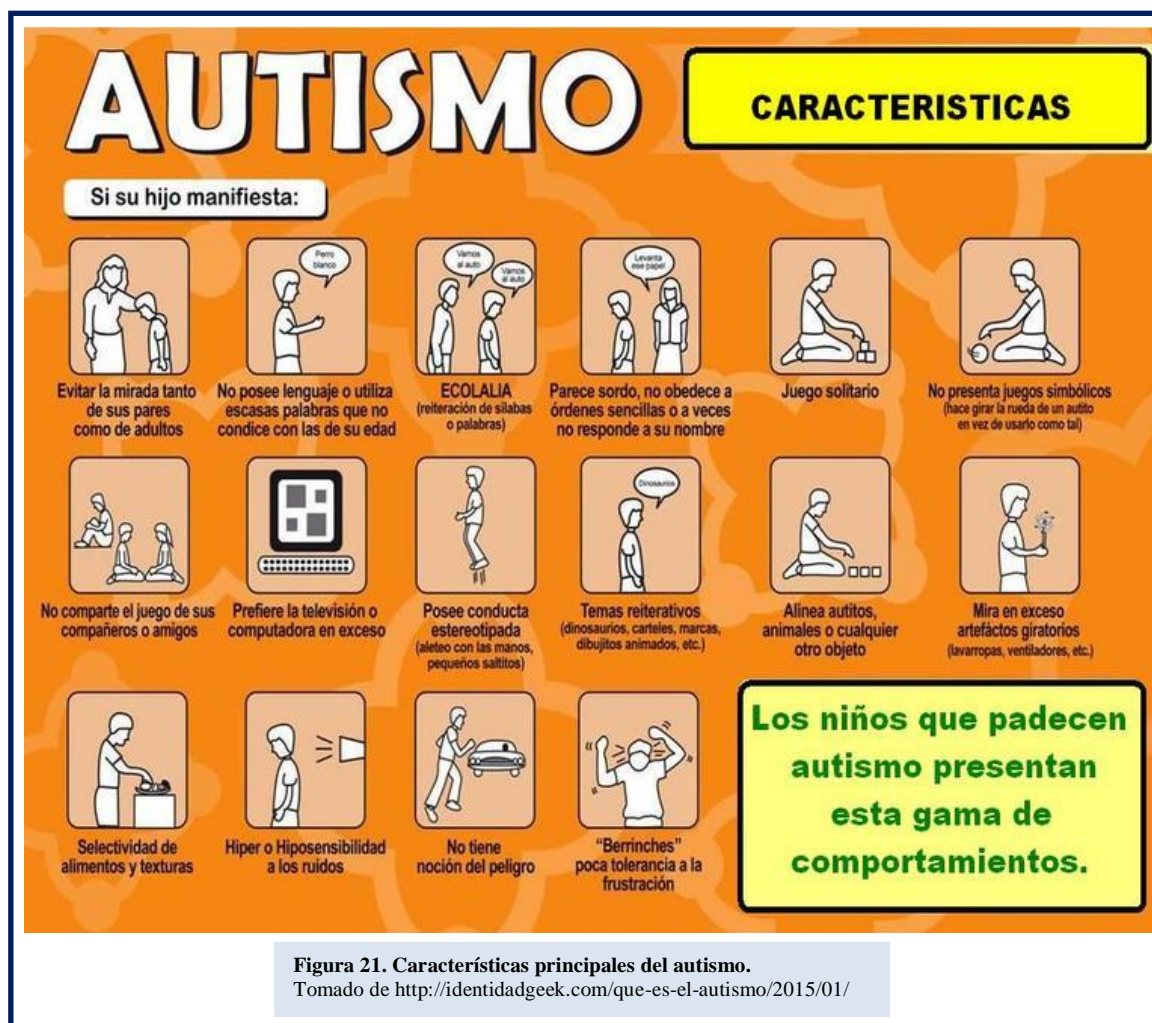 AUTISMO
CARACTERISTICAS
Si su hijo manifiesta:
Evitar la mirada tanto
de sus pares
como de adultos
Perro
blanco
No posee lenguaje o utiliza
escasas palabras que no
condice con las de su edad
Vamos
al auto
Vamos
al auto
ECOLALIA
(reiteración de sílabas
o palabras)
Levanta
ese papel
Parece sordo, no obedece a
órdenes sencillas o a veces
no responde a su nombre
Juego solitario
No presenta juegos simbólicos
(hace girar la rueda de un autito
en vez de usarlo como tal)
No comparte el juego de sus
compañeros o amigos
Prefiere la televisión o
computadora en exceso
Posee conducta
estereotipada
(aleteo con las manos,
pequeños saltitos)
Dinosaurios
Temas reiterativos
(dinosaurios, carteles, marcas,
dibujitos animados, etc.)
Alinea autitos,
animales o cualquier
otro objeto
Mira en exceso
artefáctos giratorios
(lavarropas, ventiladores, etc.)
Selectividad de
alimentos y texturas
Hiper o Hiposensibilidad
a los ruidos
No tiene
noción del peligro
“Berrinches”
poca tolerancia a la
frustración
Los niños que padecen
autismo presentan
esta gama de
comportamientos.
Figura 21. Características principales del autismo.
Tomado de http://identidadgeek.com/que-es-el-autismo/2015/01/